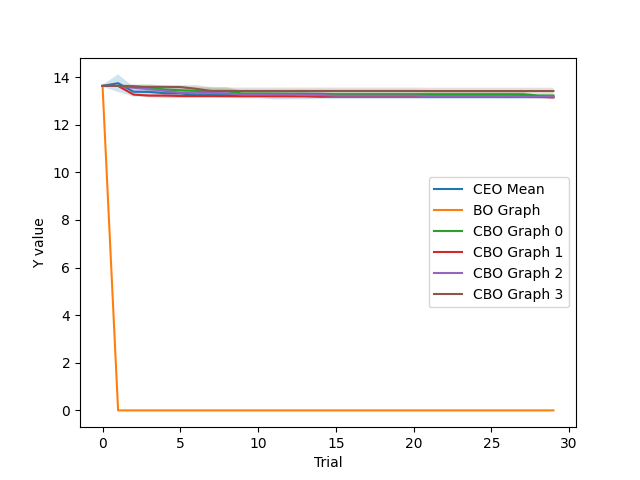 14
12
10
8
6
4
2
0
Y value
CEO Mean
BO Graph
CBO Graph 0
CBO Graph 1
CBO Graph 2
CBO Graph 3
0 5 10 15 20 25 30
Trial